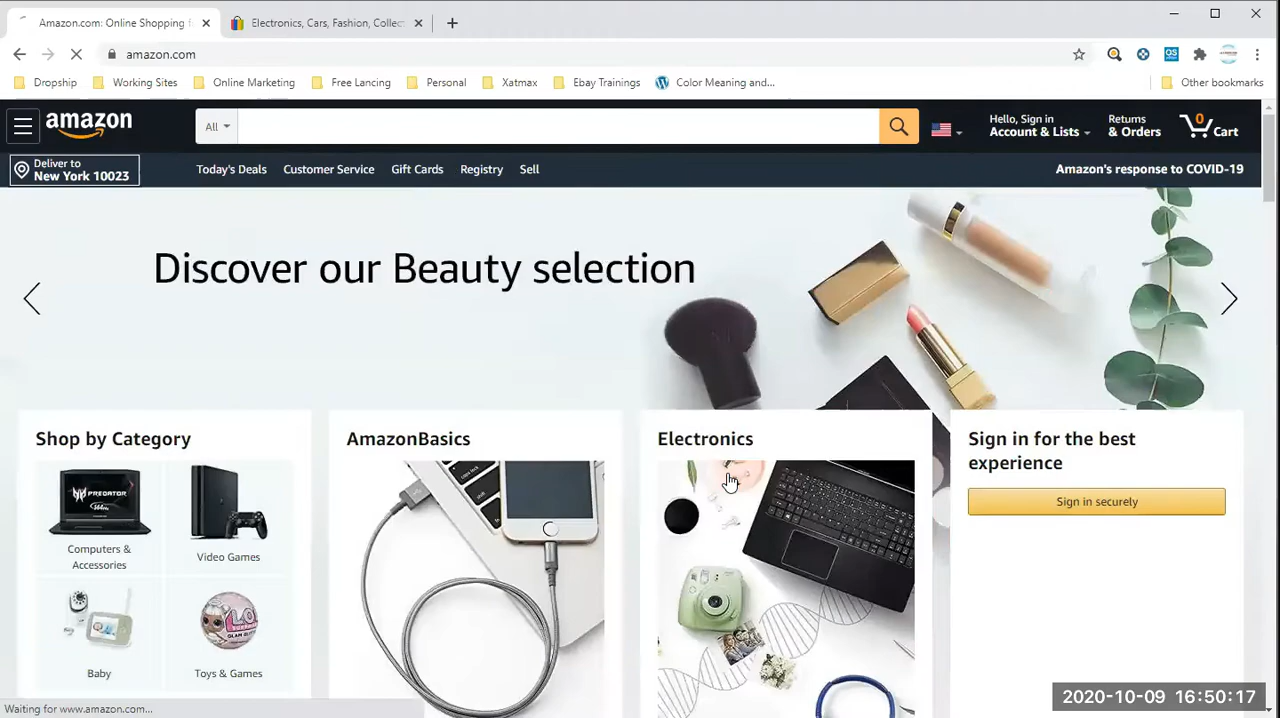 Amazon.com: Online Shopping f
Electronics, Cars, Fashion, Collec
amazon.com
Dropship
Working Sites
Online Marketing
Free Lancing
Personal
Xatmax
Ebay Trainings
Color Meaning and...
Other bookmarks
amazon
All
Hello, Sign in
Account & Lists
Returns
& Orders
0
Cart
Deliver to
New York 10023
Today's Deals
Customer Service
Gift Cards
Registry
Sell
Amazon's response to COVID-19
Discover our Beauty selection
Shop by Category
AmazonBasics
Electronics
Sign in for the best
experience
Sign in securely
PREDATOR
Computers &
Accessories
Video Games
Baby
Toys & Games
Waiting for www.amazon.com...
2020-10-09 16:50:17